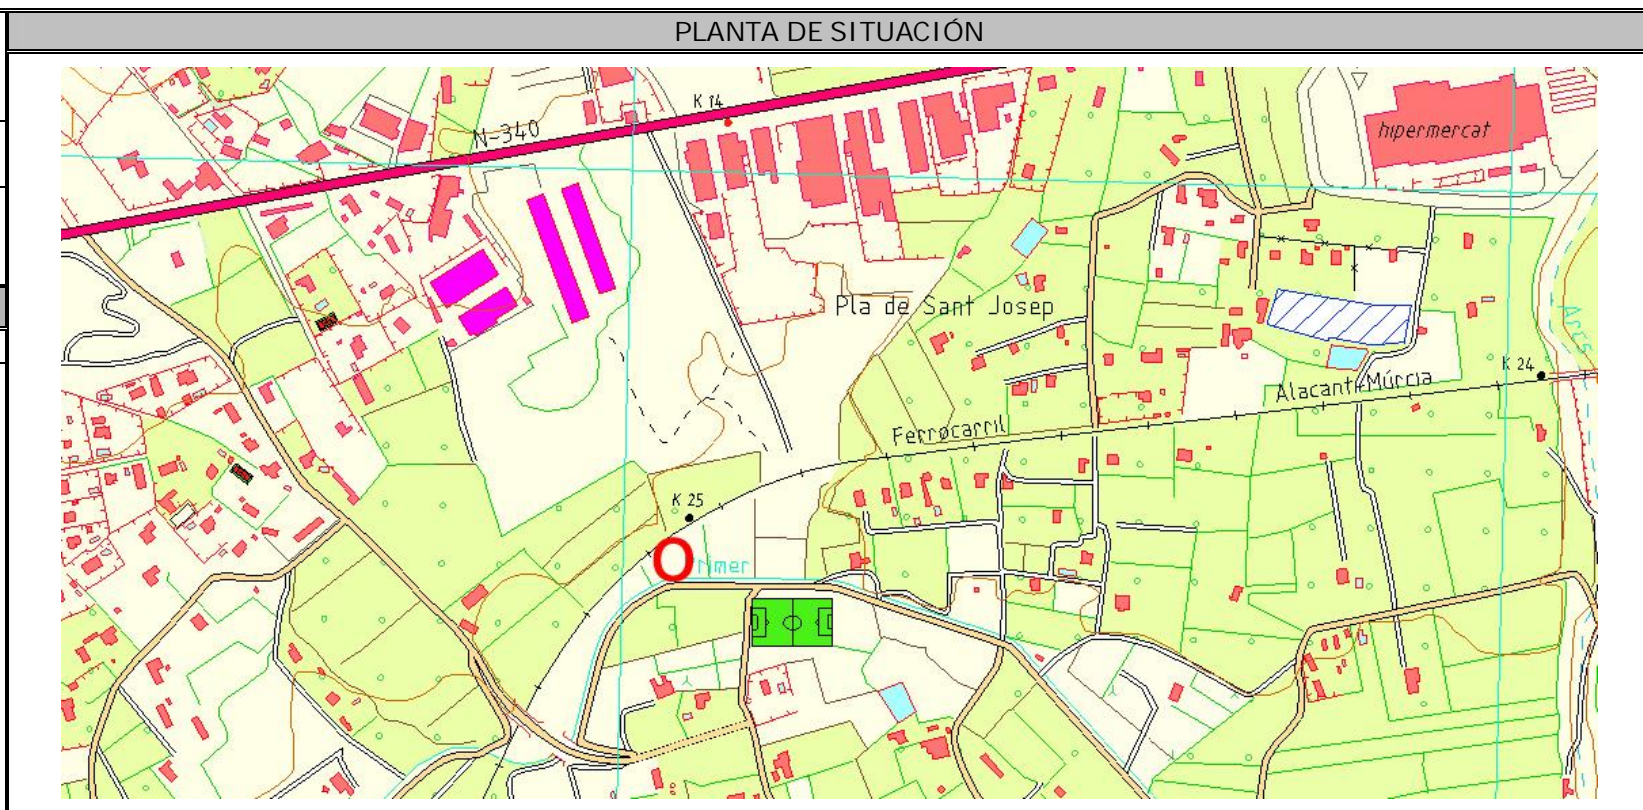 PLANTA DE SITUACIÓN
K 14
N-340
hipermercat
Pla de Sant Josep
K 24
Alacant-Múrcia
Ferrocarril
K 25
rimer